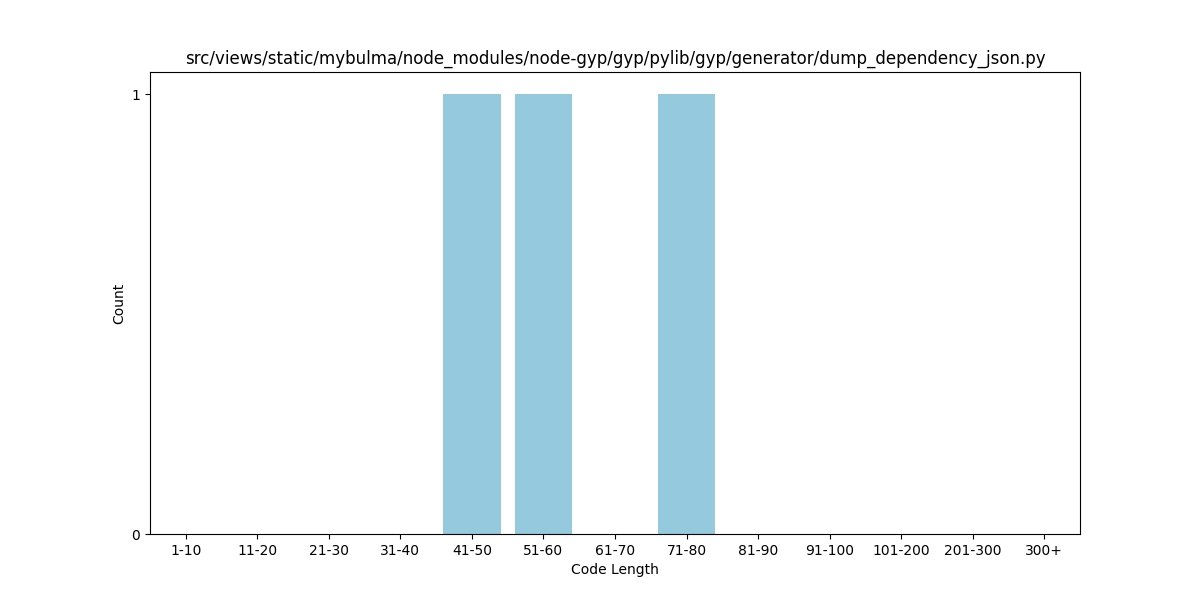 src/views/static/mybulma/node_modules/node-gyp/gyp/pylib/gyp/generator/dump_dependency_json.py
1
Count
0
1-10 11-20 21-30 31-40 41-50 51-60 61-70 71-80 81-90 91-100 101-200 201-300 300+
Code Length